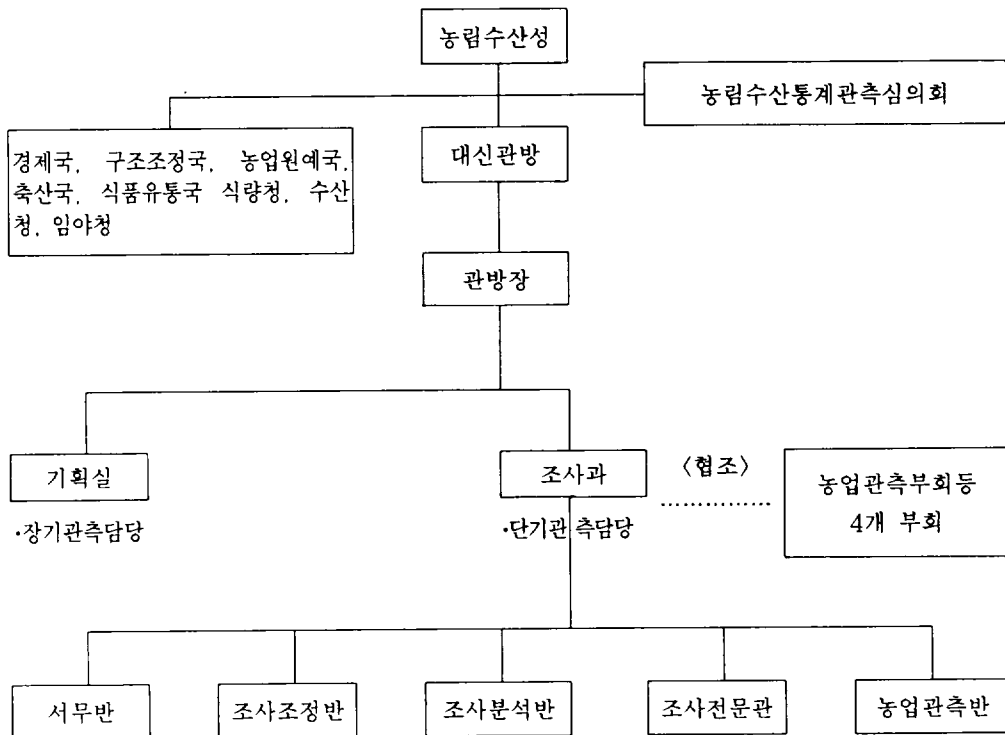 농림수산성
농림수산통계관측심의회
경제국, 구조조정국, 농업원예국,
축산국, 식품유통국 식량청, 수산
청, 임야청
대신관방
관방장
기획실
·장기관측담당
조사과
·단기관측담당
〈협조〉
농업관측부회등
4개 부회
서무반
조사조정반
조사분석반
조사전문관
농업관측반